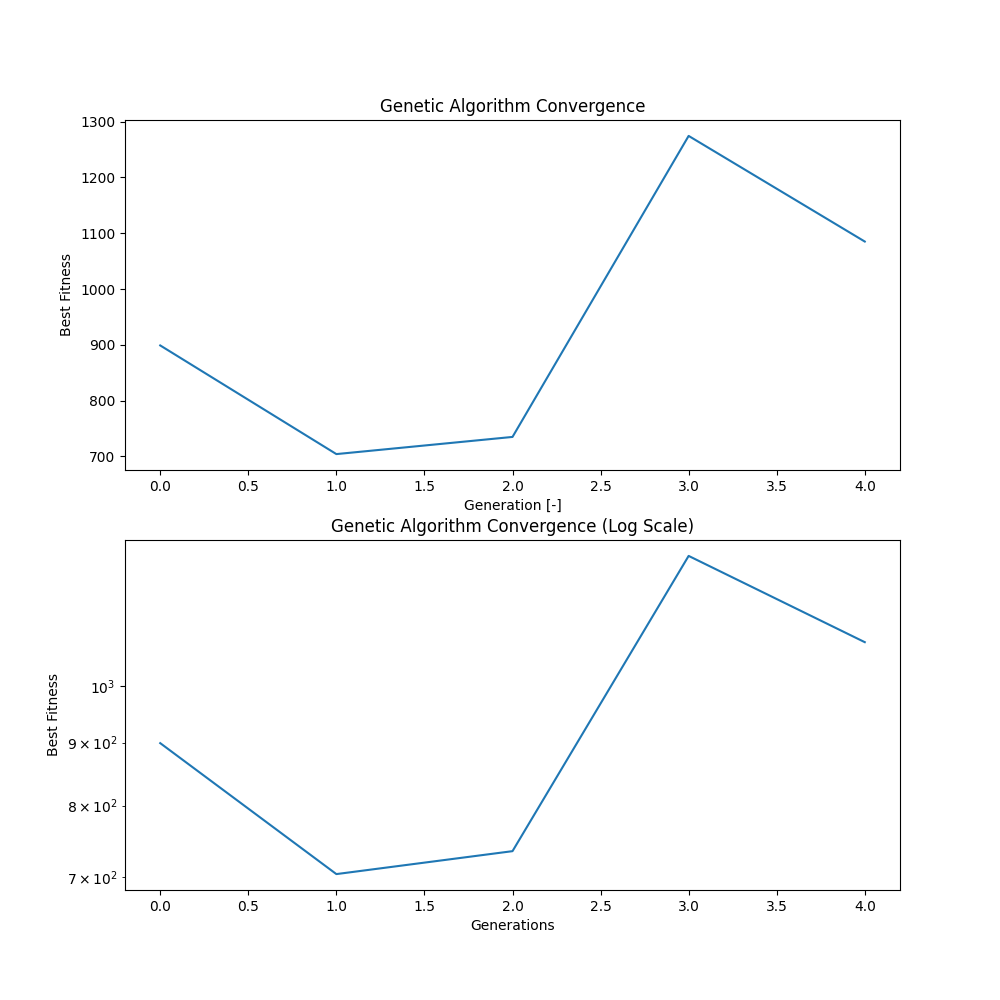 Genetic Algorithm Convergence
1300
1200
1100
1000
900
800
700
Best Fitness
0.0 0.5 1.0 1.5 2.0 2.5 3.0 3.5 4.0
Generation [-]
Genetic Algorithm Convergence (Log Scale)
10³
9 × 10²
8 × 10²
7 × 10²
Best Fitness
0.0 0.5 1.0 1.5 2.0 2.5 3.0 3.5 4.0
Generations